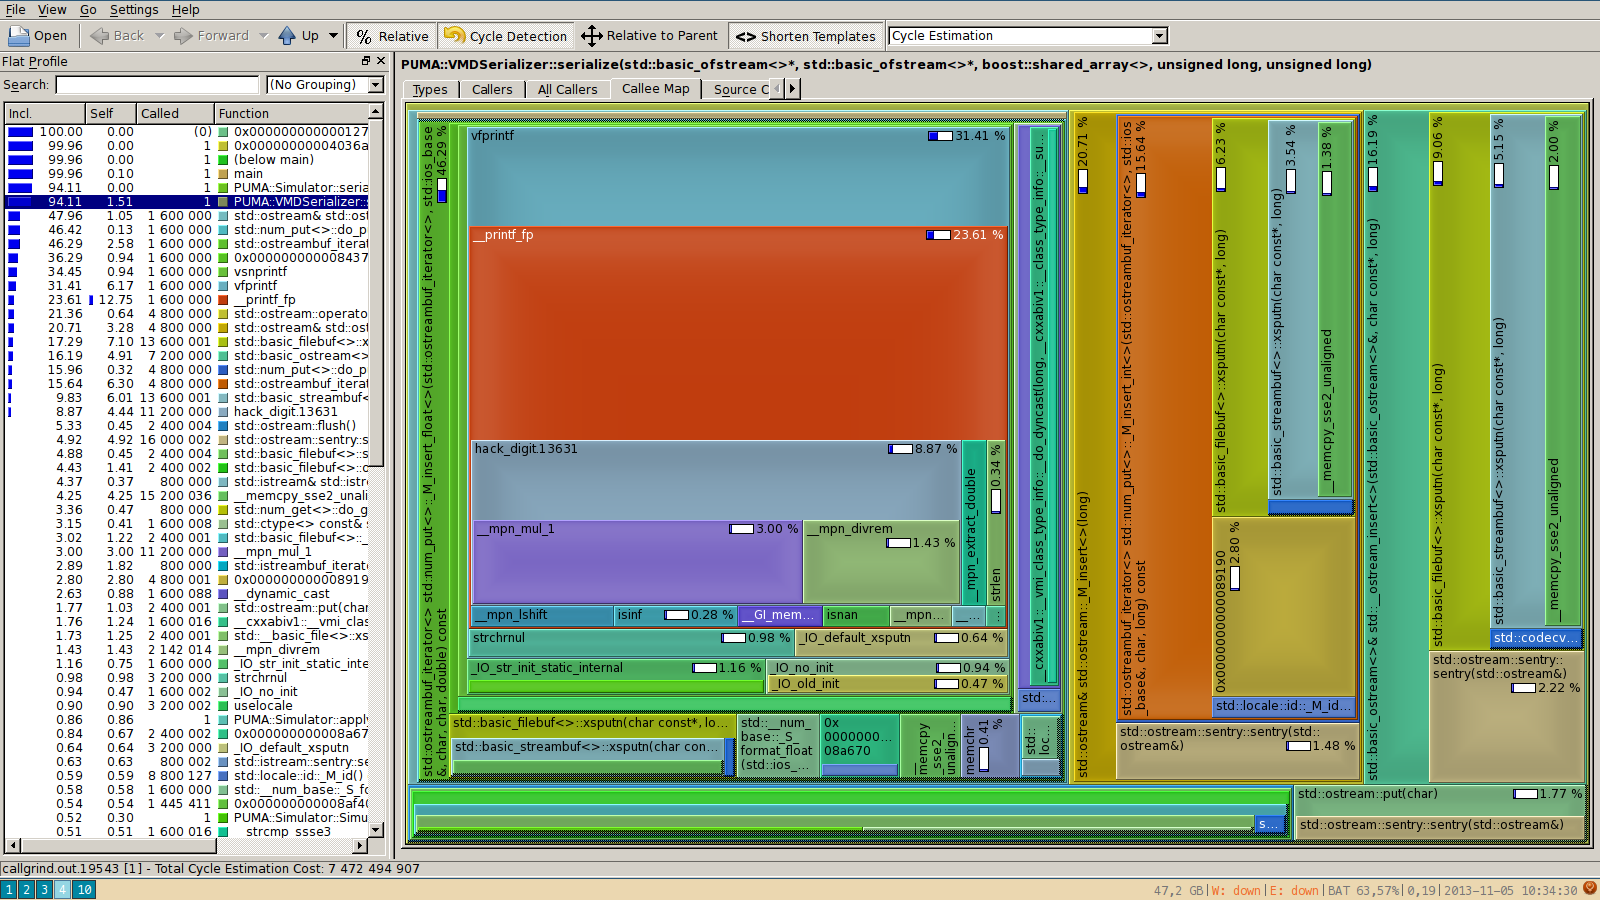 File View Go Settings Help
Open Back Forward Up Relative Cycle Detection Relative to Parent Shorten Templates Cycle Estimation
Flat Profile
Search: (No Grouping)
Incl. Self Called Function
100.00 0.00 (0) 0x000000000000127
99.96 0.00 1 0x00000000004036a
99.96 0.00 1 (below main)
99.96 0.10 1 main
94.11 0.00 1 PUMA::Simulator::seria
94.11 1.51 1 PUMA::VMDSerializer::
47.96 1.05 1 600 000 std::ostream& std::ost
46.42 0.13 1 600 000 std::num_put<>::do_p
46.29 2.58 1 600 000 std::ostreambuf_iterat
36.29 0.94 1 600 000 0x000000000008437
34.45 0.94 1 600 000 vsnprintf
31.41 6.17 1 600 000 vfprintf
23.61 12.75 1 600 000 __printf_fp
21.36 0.64 4 800 000 std::ostream::operato
20.71 3.28 4 800 000 std::ostream& std::ost
17.29 7.10 13 600 001 std::basic_filebuf<>::x
16.19 4.91 7 200 000 std::basic_ostream<>
15.96 0.32 4 800 000 std::num_put<>::do_p
15.64 6.30 4 800 000 std::ostreambuf_iterat
9.83 6.01 13 600 001 std::basic_streambuf<
8.87 4.44 11 200 000 hack_digit.13631
5.33 0.45 2 400 004 std::ostream::flush()
4.92 4.92 16 000 002 std::ostream::sentry::s
4.88 0.45 2 400 004 std::basic_filebuf<>::s
4.43 1.41 2 400 002 std::basic_filebuf<>::o
4.37 0.37 800 000 std::istream& std::istre
4.25 4.25 15 200 036 __memcpy_sse2_unali
3.36 0.47 800 000 std::num_get<>::do_g
3.15 0.41 1 600 008 std::ctype<> const& s
3.02 1.22 2 400 001 std::basic_filebuf<>::_
3.00 3.00 11 200 000 __mpn_mul_1
2.89 1.82 800 000 std::istreambuf_iterato
2.80 2.80 4 800 001 0x0000000000008919
2.63 0.88 1 600 088 __dynamic_cast
1.77 1.03 2 400 001 std::ostream::put(char
1.76 1.24 1 600 016 __cxxabiv1::__vmi_clas
1.73 1.25 2 400 001 std::__basic_file<>::xs
1.43 1.43 2 142 014 __mpn_divrem
1.16 0.75 1 600 000 _IO_str_init_static_inte
0.98 0.98 3 200 000 strchrnul
0.94 0.47 1 600 002 _IO_no_init
0.90 0.90 3 200 002 uselocale
0.86 0.86 1 PUMA::Simulator::apply
0.84 0.67 2 400 002 0x000000000008a67
0.64 0.64 3 200 000 _IO_default_xsputn
0.63 0.63 800 002 std::istream::sentry::se
0.59 0.59 8 800 127 std::locale::id::_M_id()
0.58 0.58 1 600 000 std::__num_base::_S_fo
0.54 0.54 1 445 411 0x000000000008af40
0.52 0.30 1 PUMA::Simulator::Simu
0.51 0.51 1 600 016 __strcmp_ssse3
PUMA::VMDSerializer::serialize(std::basic_ofstream<>*, std::basic_ofstream<>*, boost::shared_array<>, unsigned long, unsigned long)
Types Callers All Callers Callee Map Source C
std::ostreambuf_iterator<> std::num_put<>::_M_insert_float<>(std::ostreambuf_iterator<>, std::ios_base
&, char, char, double) const
46.29 %
vfprintf 31.41 %
__printf_fp 23.61 %
hack_digit.13631 8.87 %
__mpn_mul_1 3.00 %
__mpn_divrem
1.43 %
__mpn_extract_double
strlen 0.34 %
__mpn_lshift isinf 0.28 % __GI_mem... isnan __mpn... __...
strchrnul 0.98 % _IO_default_xsputn 0.64 %
_IO_str_init_static_internal 1.16 % _IO_no_init 0.94 %
_IO_old_init 0.47 %
std::basic_filebuf<>::xsputn(char const*, lo...
std::basic_streambuf<>::xsputn(char con...
std::__num_
base::_S_
format_float
(std::ios_...
0x
0000000...
08a670
__memcpy
_sse2_
unalign...
memchr 0.41 %
__cxxabiv1::__vmi_class_type_info::__do_dyncast(long, __cxxabiv1::__class_type_info::__su...
std:...
std::
loc...
std::ostream& std::ostream::_M_insert<>(long) 20.71 %
std::ostreambuf_iterator<> std::num_put<>::_M_insert_int<>(std::ostreambuf_iterator<>, std::ios
_base&, char, long) const 15.64 %
std::basic_filebuf<>::xsputn(char const*, long) 6.23 %
std::basic_streambuf<>::xsputn(char const*, long) 3.54 %
__memcpy_sse2_unaligned 1.38 %
0x0000000000089190 2.80 %
std::locale::id::_M_id...
std::ostream::sentry::sentry(std::
ostream&) 1.48 %
std::basic_ostream<>& std::__ostream_insert<>(std::basic_ostream<>&, char const*, long) 16.19 %
std::basic_filebuf<>::xsputn(char const*, long) 9.06 %
std::basic_streambuf<>::xsputn(char const*, long) 5.15 %
__memcpy_sse2_unaligned 2.00 %
std::codecv...
std::ostream::sentry::
sentry(std::ostream&)
2.22 %
s...
std::ostream::put(char) 1.77 %
std::ostream::sentry::sentry(std::ostream&)
callgrind.out.19543 [1] - Total Cycle Estimation Cost: 7 472 494 907
1 2 3 4 10 47,2 GB|W: down|E: down|BAT 63,57%|0,19|2013-11-05 10:34:30